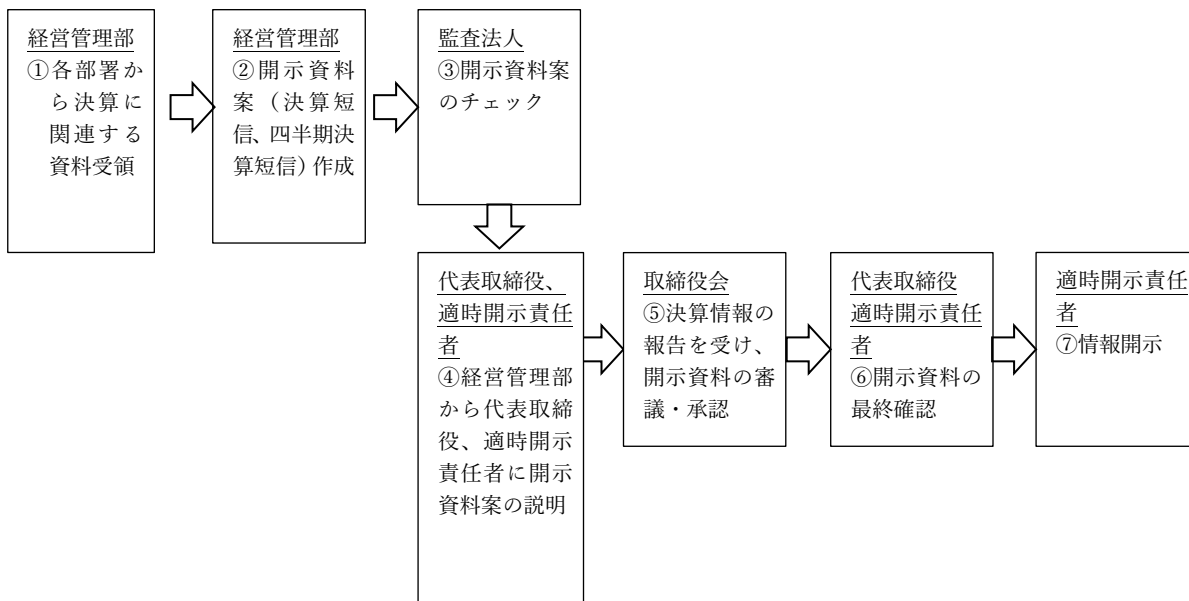 経営管理部
①各部署か
ら決算に
関連する
資料受領
経営管理部
②開示資料
案（決算短
信、四半期決
算短信）作成
監査法人
③開示資料案
のチェック
代表取締役、
適時開示責任
者
④経営管理部
から代表取締
役、適時開示
責任者に開示
資料案の説明
取締役会
⑤決算情報の
報告を受け、
開示資料の審
議・承認
代表取締役
適時開示責任
者
⑥開示資料の
最終確認
適時開示責任
者
⑦情報開示